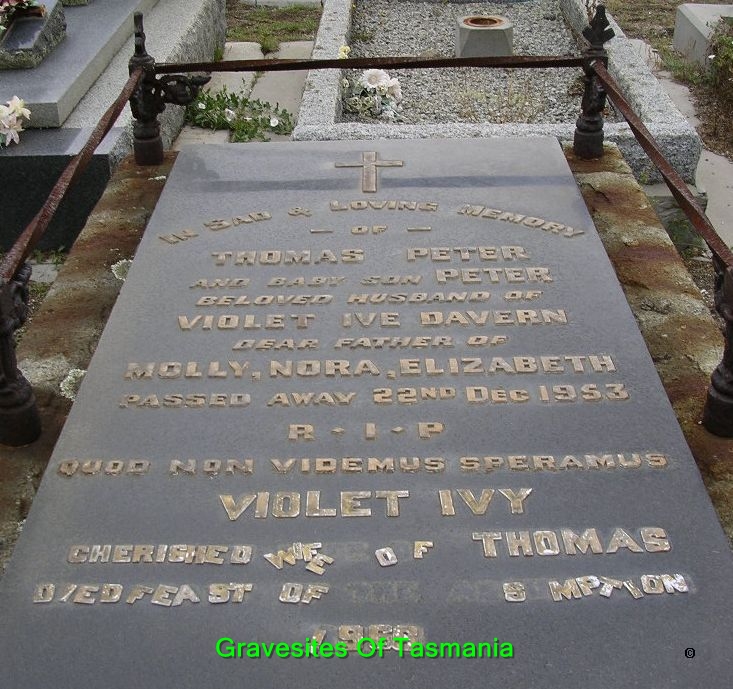 IN SAD & LOVING MEMORY
- OF -
THOMAS PETER
AND BABY SON PETER
BELOVED HUSBAND OF
VIOLET IVE DAVERN
DEAR FATHER OF
MOLLY, NORA, ELIZABETH
PASSED AWAY 22ND DEC 1953
R·I·P
QUOD NON VIDEMUS SPERAMUS
VIOLET IVY
CHERISHED WIFE OF THOMAS
DIED FEAST OF S MPTION
Gravesites Of Tasmania
©